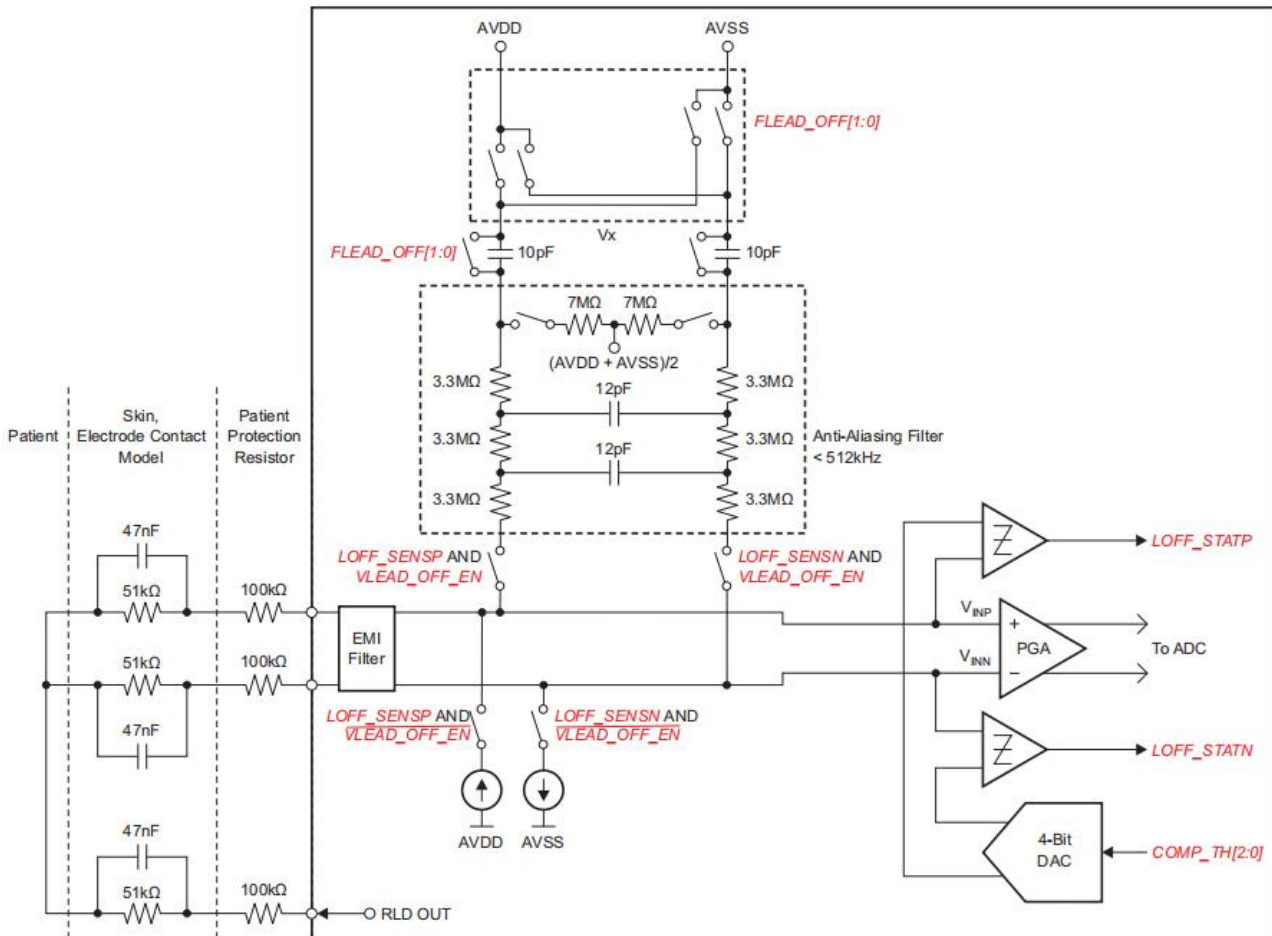 AVDD
AVSS
FLEAD_OFF[1:0]
Vx
FLEAD_OFF[1:0]
10pF
10pF
7MΩ
7MΩ
(AVDD + AVSS)/2
3.3MΩ
12pF
3.3MΩ
3.3MΩ
12pF
3.3MΩ
Anti-Aliasing Filter
< 512kHz
3.3MΩ
3.3MΩ
Patient
Skin,
Electrode Contact
Model
Patient
Protection
Resistor
LOFF_SENSP AND
VLEAD_OFF_EN
LOFF_SENSN AND
VLEAD_OFF_EN
47nF
51kΩ
100kΩ
51kΩ
100kΩ
47nF
EMI
Filter
LOFF_STATP
VINP
+
PGA
To ADC
VINN
−
LOFF_SENSP AND
VLEAD_OFF_EN
LOFF_SENSN AND
VLEAD_OFF_EN
LOFF_STATN
AVDD
AVSS
4-Bit
DAC
COMP_TH[2:0]
47nF
51kΩ
100kΩ
RLD OUT